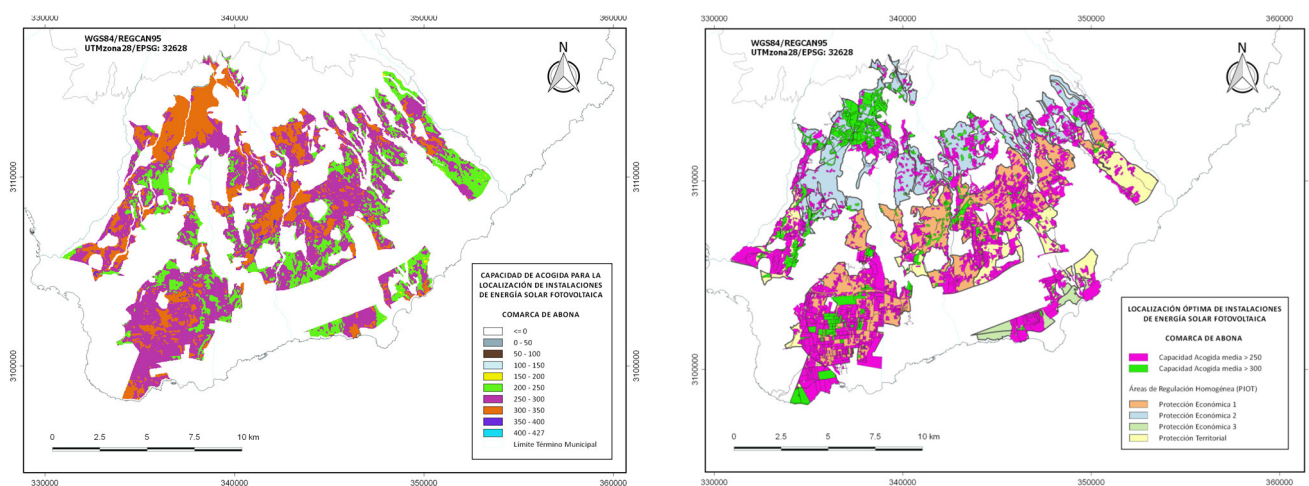 330000 340000 350000 360000
WGS84/REGCAN95
UTMzona28/EPSG: 32628
N
3110000
3110000
3100000
3100000
CAPACIDAD DE ACOGIDA PARA LA
LOCALIZACIÓN DE INSTALACIONES
DE ENERGÍA SOLAR FOTOVOLTAICA
COMARCA DE ABONA
<= 0
0 - 50
50 - 100
100 - 150
150 - 200
200 - 250
250 - 300
300 - 350
350 - 400
400 - 427
Límite Término Municipal
0 2.5 5 7.5 10 km
330000 340000 350000 360000
330000 340000 350000 360000
WGS84/REGCAN95
UTMzona28/EPSG: 32628
N
3110000
3110000
3100000
3100000
LOCALIZACIÓN ÓPTIMA DE INSTALACIONES
DE ENERGÍA SOLAR FOTOVOLTAICA
COMARCA DE ABONA
Capacidad Acogida media > 250
Capacidad Acogida media > 300
Áreas de Regulación Homogénea (PIOT)
Protección Económica 1
Protección Económica 2
Protección Económica 3
Protección Territorial
0 2.5 5 7.5 10 km
330000 340000 350000 360000